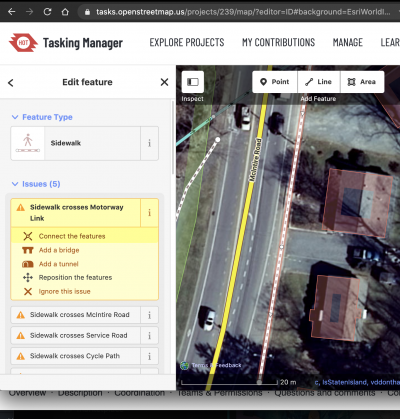 tasks.openstreetmap.us/projects/239/map/?editor=ID#background=EsriWorldI...
HOT Tasking Manager EXPLORE PROJECTS MY CONTRIBUTIONS MANAGE LEAR
Edit feature
Feature Type
Sidewalk
Issues (5)
Sidewalk crosses Motorway Link
Connect the features
Add a bridge
Add a tunnel
Reposition the features
Ignore this issue
Sidewalk crosses McIntire Road
Sidewalk crosses Service Road
Sidewalk crosses Cycle Path
Inspect
Point Line Area
Add Feature
McIntire Road
Terms & Feedback
20 m
c, IsStatenIsland, vddontha
Overview · Description · Coordination · Teams & Permissions · Questions and comments · Cont